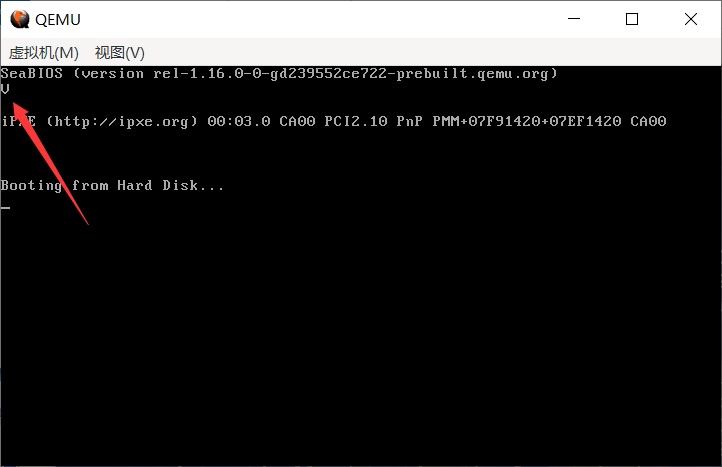 QEMU
虚拟机(M) 视图(V)
SeaBIOS (version rel-1.16.0-0-gd239552ce722-prebuilt.qemu.org)
V
iPXE (http://ipxe.org) 00:03.0 CA00 PCI2.10 PnP PMM+07F91420+07EF1420 CA00
Booting from Hard Disk...
_